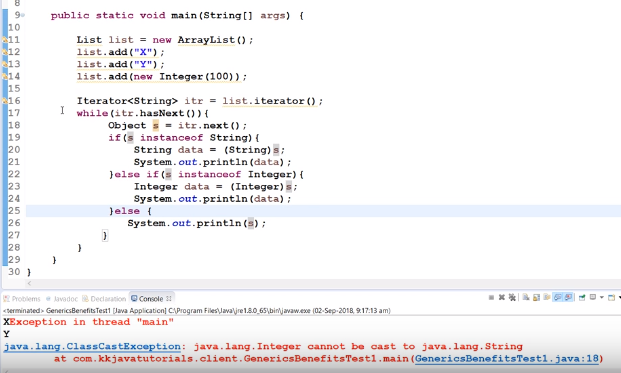 8
9 public static void main(String[] args) {
10
11 List list = new ArrayList();
12 list.add("X");
13 list.add("Y");
14 list.add(new Integer(100));
15
16 Iterator<String> itr = list.iterator();
17 while(itr.hasNext()){
18 Object s = itr.next();
19 if(s instanceof String){
20 String data = (String)s;
21 System.out.println(data);
22 }else if(s instanceof Integer){
23 Integer data = (Integer)s;
24 System.out.println(data);
25 }else {
26 System.out.println(s);
27 }
28 }
29 }
30 }
Problems Javadoc Declaration Console
<terminated> GenericsBenefitsTest1 [Java Application] C:\Program Files\Java\jre1.8.0_65\bin\javaw.exe (02-Sep-2018, 9:17:13 am)
XException in thread "main"
Y
java.lang.ClassCastException: java.lang.Integer cannot be cast to java.lang.String
at com.kkjavatutorials.client.GenericsBenefitsTest1.main(GenericsBenefitsTest1.java:18)